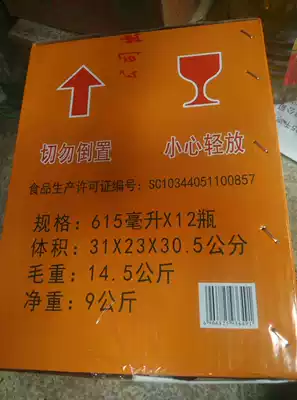 切勿倒置
小心轻放
食品生产许可证编号：SC10344051100857
规格：615毫升X12瓶
体积：31X23X30.5公分
毛重：14.5公斤
净重：9公斤